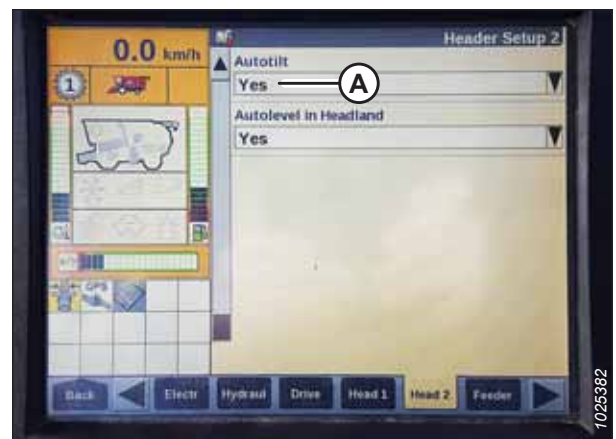 0.0 km/h
Header Setup 2
Autotilt
1
Yes
A
Autolevel in Headland
Yes
Back
Electr
Hydraul
Drive
Head 1
Head 2
Feeder
1025382